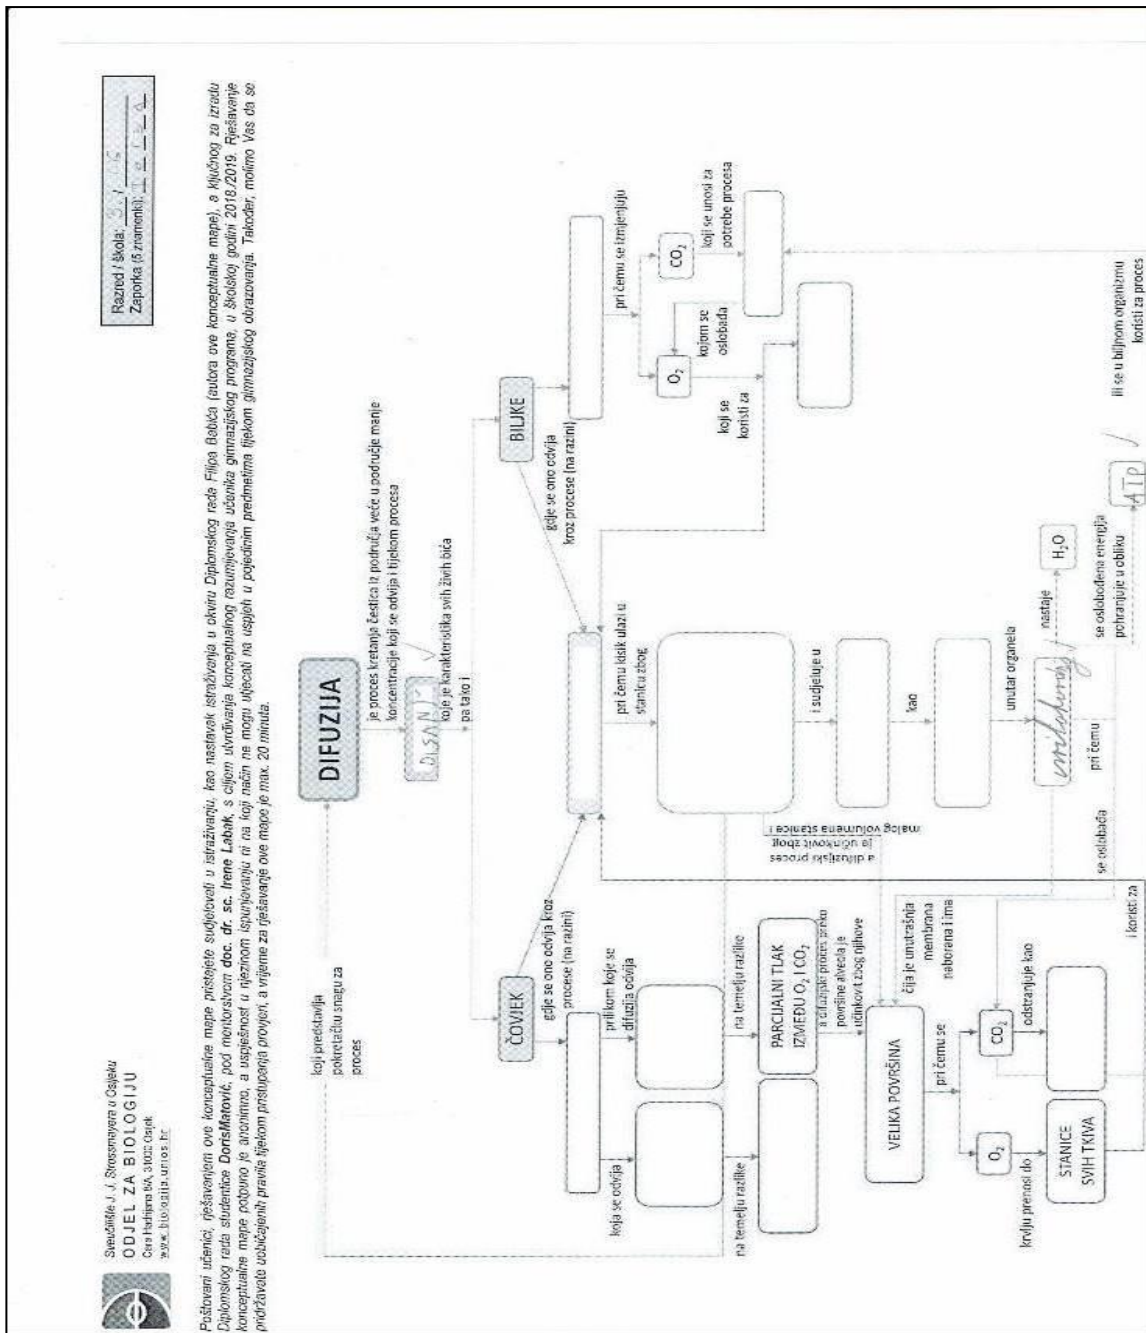 Sveučilište J. J. Strossmayera u Osijeku
ODJEL ZA BIOLOGIJU
Cara Hadrijana 8/A, 31000 Osijek
www.biologija.unios.hr
Razred / škola:
Zaporka (5 znamenki):
Poštovani učenici, rješavanjem ove konceptualne mape pristajete sudjelovati u istraživanju, kao nastavak istraživanja u okviru Diplomskog rada Filipa Babića (autora ove konceptualne mape), a ključnog za izradu
Diplomskog rada studentice DorisMatović, pod mentorstvom doc. dr. sc. Irene Labak, s ciljem utvrđivanja konceptualnog razumijevanja učenika gimnazijskog programa, u školskoj godini 2018./2019. Rješavanje
konceptualne mape potpuno je anonimno, a uspješnost u njezinom ispunjavanju ni na koji način ne mogu utjecati na uspjeh u pojedinim predmetima tijekom gimnazijskog obrazovanja. Također, molimo Vas da se
pridržavate uobičajenih pravila tijekom pristupanja provjeri, a vrijeme za rješavanje ove mape je max. 20 minuta.
DIFUZIJA
koji predstavlja
pokretačku snagu za
proces
je proces kretanja čestica iz područja veće u područje manje
koncentracije koji se odvija i tijekom procesa
DISANJE
koje je karakteristika svih živih bića
pa tako i
ČOVJEK
BILJKE
gdje se ono odvija kroz
procese (na razini)
gdje se ono odvija
kroz procese (na razini)
koja se odvija
prilikom koje se
difuzija odvija
pri čemu kisik ulazi u
stanicu zbog
pri čemu se izmjenjuju
O₂
CO₂
kojom se
oslobađa
koji se unosi za
potrebe procesa
koji se
koristi za
na temelju razlike
na temelju razlike
a difuzijski proces
je učinkovit zbog
malog volumena stanice i
i sudjeluje u
PARCIJALNI TLAK
IZMEĐU O₂ I CO₂
a difuzijski proces preko
površine alveola je
učinkovit zbog njihove
kao
VELIKA POVRŠINA
čija je unutrašnja
membrana
naborana i ima
unutar organela
nastaje
H₂O
pri čemu se
pri čemu
se oslobođena energija
pohranjuje u obliku
ATP
O₂
CO₂
krvlju prenosi do
odstranjuje kao
se oslobađa
STANICE
SVIH TKIVA
i koristi za
ili se u biljnom organizmu
koristi za proces